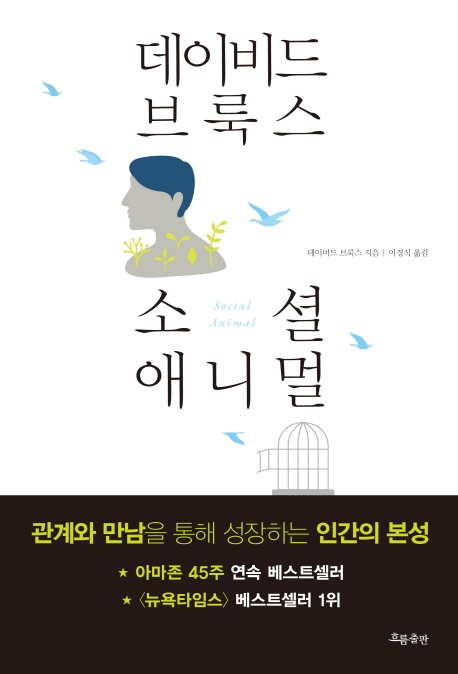 데이비드
브룩스
데이비드 브룩스 지음 | 이경식 옮김
소셜
Social
Animal
애니멀
관계와 만남을 통해 성장하는 인간의 본성
★ 아마존 45주 연속 베스트셀러
★ 〈뉴욕타임스〉 베스트셀러 1위
흐름출판